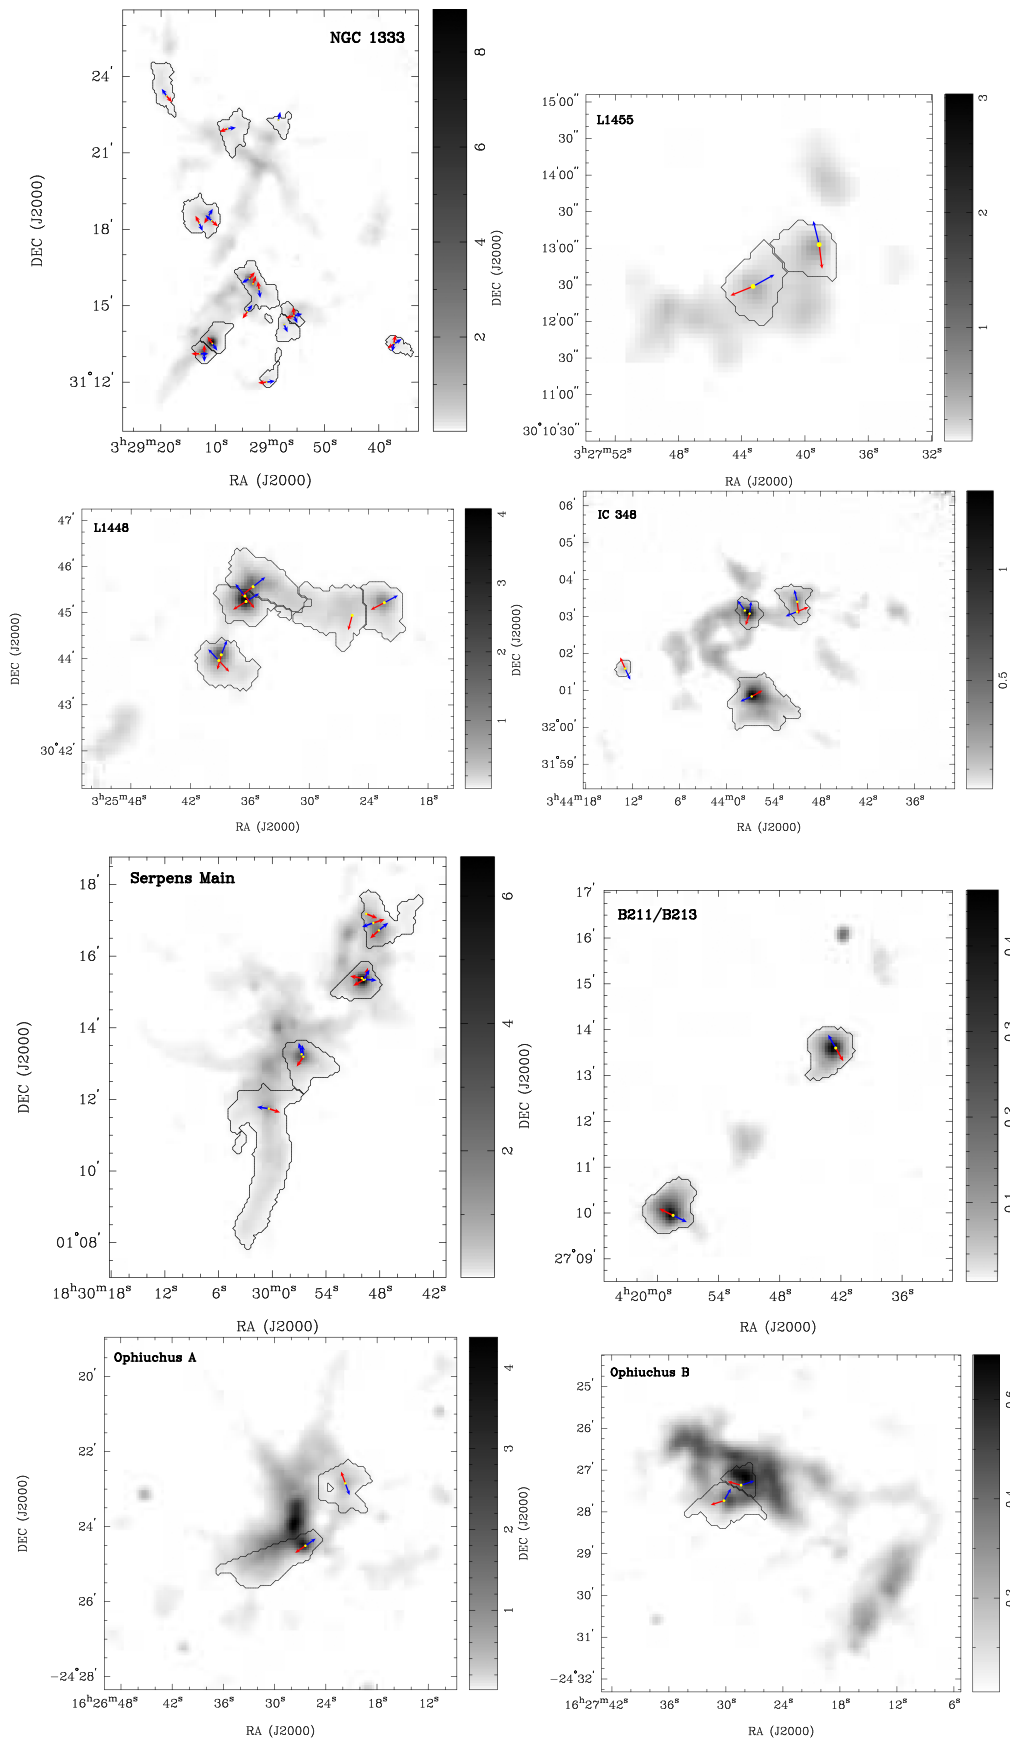 NGC 1333
DEC (J2000)
24′
21′
18′
15′
31°12′
3ʰ29ᵐ20ˢ 10ˢ 29ᵐ0ˢ 50ˢ 40ˢ
RA (J2000)
8
6
4
2
L1455
DEC (J2000)
15′00″
30″
14′00″
30″
13′00″
30″
12′00″
30″
11′00″
30°10′30″
3ʰ27ᵐ52ˢ 48ˢ 44ˢ 40ˢ 36ˢ 32ˢ
RA (J2000)
3
2
1
L1448
DEC (J2000)
47′
46′
45′
44′
43′
30°42′
3ʰ25ᵐ48ˢ 42ˢ 36ˢ 30ˢ 24ˢ 18ˢ
RA (J2000)
4
3
2
1
IC 348
DEC (J2000)
06′
05′
04′
03′
02′
01′
32°00′
31°59′
3ʰ44ᵐ18ˢ 12ˢ 6ˢ 44ᵐ0ˢ 54ˢ 48ˢ 42ˢ 36ˢ
RA (J2000)
1
0.5
Serpens Main
DEC (J2000)
18′
16′
14′
12′
10′
01°08′
18ʰ30ᵐ18ˢ 12ˢ 6ˢ 30ᵐ0ˢ 54ˢ 48ˢ 42ˢ
RA (J2000)
6
4
2
B211/B213
DEC (J2000)
17′
16′
15′
14′
13′
12′
11′
10′
27°09′
4ʰ20ᵐ0ˢ 54ˢ 48ˢ 42ˢ 36ˢ
RA (J2000)
Ophiuchus A
DEC (J2000)
20′
22′
24′
26′
−24°28′
16ʰ26ᵐ48ˢ 42ˢ 36ˢ 30ˢ 24ˢ 18ˢ 12ˢ
RA (J2000)
4
3
2
1
Ophiuchus B
DEC (J2000)
25′
26′
27′
28′
29′
30′
31′
−24°32′
16ʰ27ᵐ42ˢ 36ˢ 30ˢ 24ˢ 18ˢ 12ˢ 6ˢ
RA (J2000)